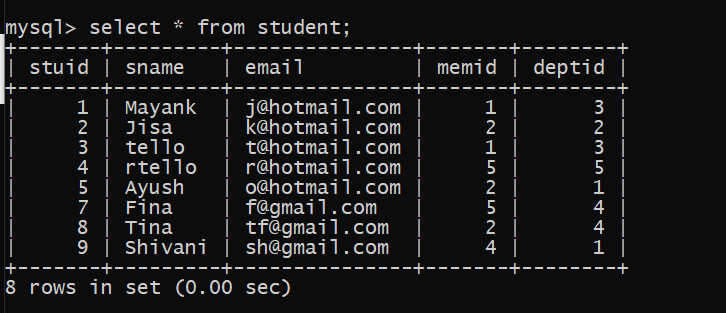 mysql> select * from student;
+-------+---------+---------------+-------+--------+
| stuid | sname   | email         | memid | deptid |
+-------+---------+---------------+-------+--------+
|     1 | Mayank  | j@hotmail.com |     1 |      3 |
|     2 | Jisa    | k@hotmail.com |     2 |      2 |
|     3 | tello   | t@hotmail.com |     1 |      3 |
|     4 | rtello  | r@hotmail.com |     5 |      5 |
|     5 | Ayush   | o@hotmail.com |     2 |      1 |
|     7 | Fina    | f@gmail.com   |     5 |      4 |
|     8 | Tina    | tf@gmail.com  |     2 |      4 |
|     9 | Shivani | sh@gmail.com  |     4 |      1 |
+-------+---------+---------------+-------+--------+
8 rows in set (0.00 sec)